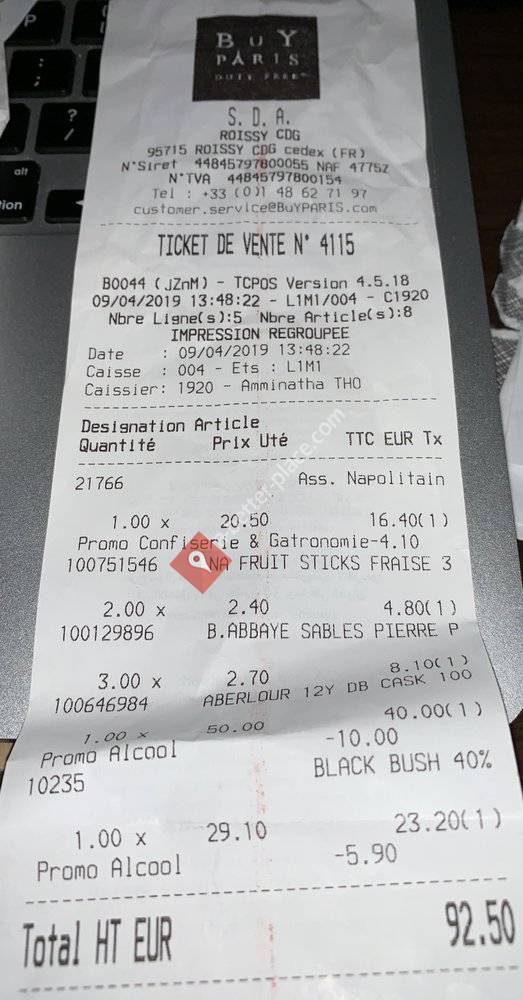 BuY
PARIS
DUTY FREE
S. D. A.
ROISSY CDG
95715 ROISSY CDG cedex (FR)
N°Siret 44845797800055 NAF 4775Z
N°TVA 44845797800154
Tel : +33 (0)1 48 62 71 97
customer.service@BuYPARIS.com
TICKET DE VENTE N° 4115
B0044 (JZnM) - TCPOS Version 4.5.18
09/04/2019 13:48:22 - L1M1/004 - C1920
Nbre Ligne(s):5 Nbre Article(s):8
IMPRESSION REGROUPEE
Date : 09/04/2019 13:48:22
Caisse : 004 - Ets : L1M1
Caissier: 1920 - Amminatha THO
Designation Article
Quantité Prix Uté TTC EUR Tx
21766 Ass. Napolitain
1.00 x 20.50 16.40(1)
Promo Confiserie & Gatronomie-4.10
100751546 NA FRUIT STICKS FRAISE 3
2.00 x 2.40 4.80(1)
100129896 B.ABBAYE SABLES PIERRE P
3.00 x 2.70 8.10(1)
100646984 ABERLOUR 12Y DB CASK 100
1.00 x 50.00 40.00(1)
Promo Alcool -10.00
10235 BLACK BUSH 40%
1.00 x 29.10 23.20(1)
Promo Alcool -5.90
Total HT EUR 92.50
alt
?
/
P
;
: